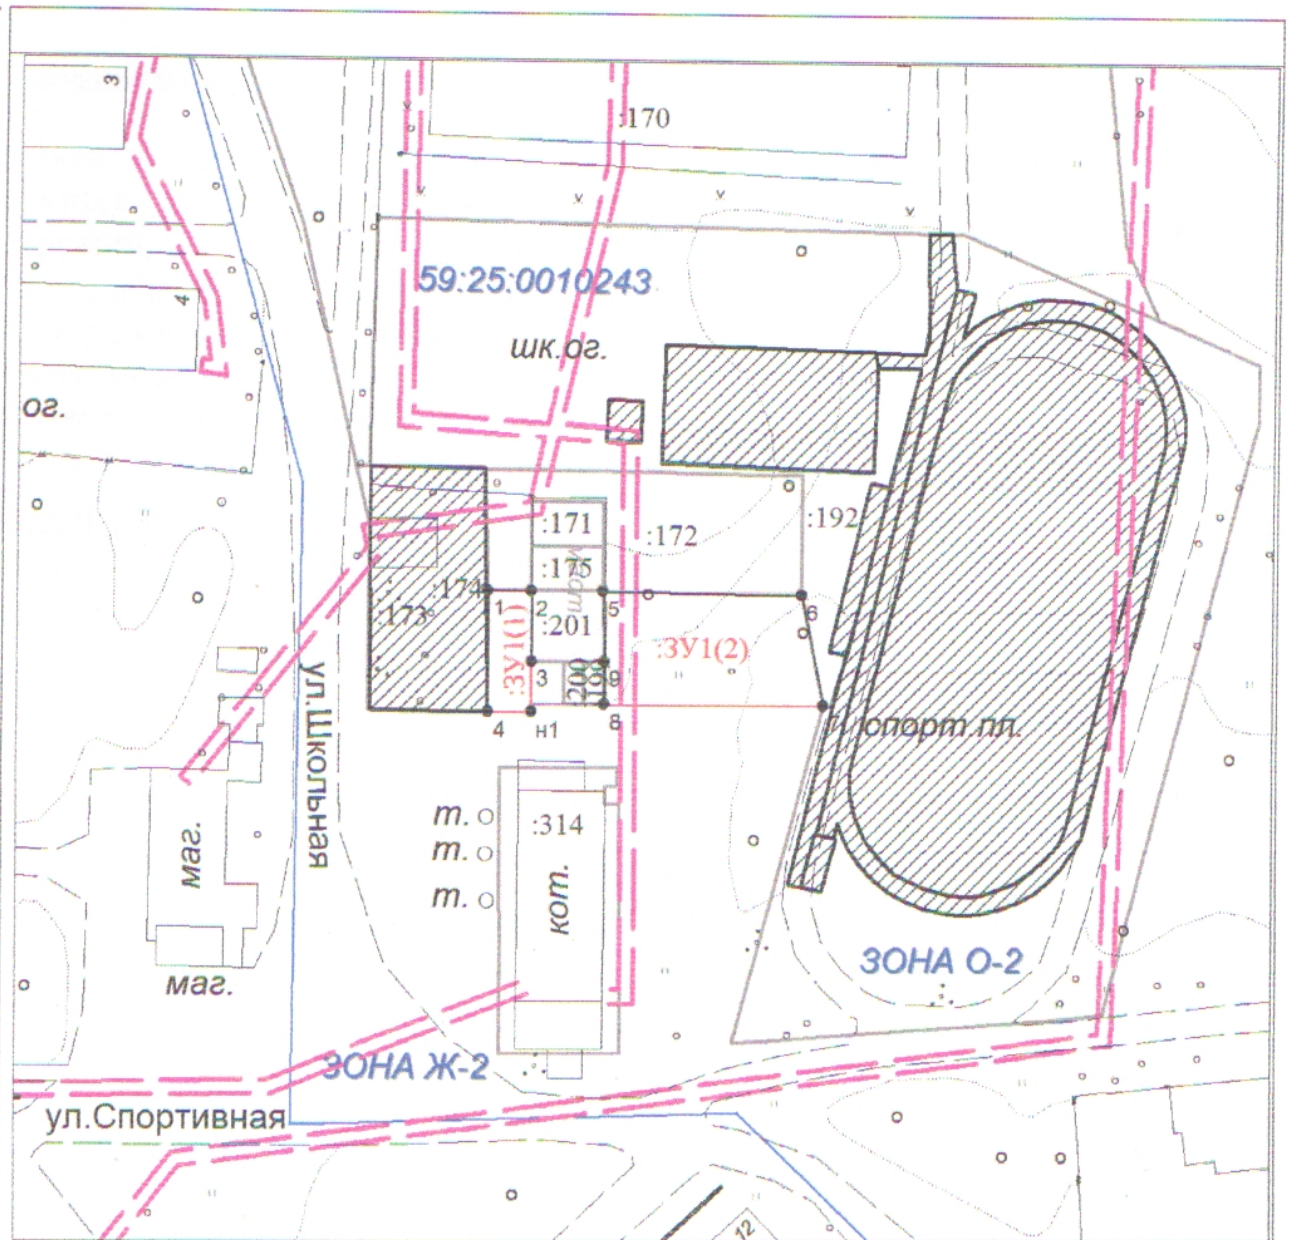 3
:170
59:25:0010243
4
шк.ог.
ог.
:171
:192
:172
:175
:174
1
2
5
6
:173
:201
:ЗУ1(1)
:ЗУ1(2)
3
:200
9
4
н1
8
7
спорт.пл.
ул.Школьная
т.
:314
маг.
т.
кот.
т.
ЗОНА О-2
маг.
ЗОНА Ж-2
ул.Спортивная
12